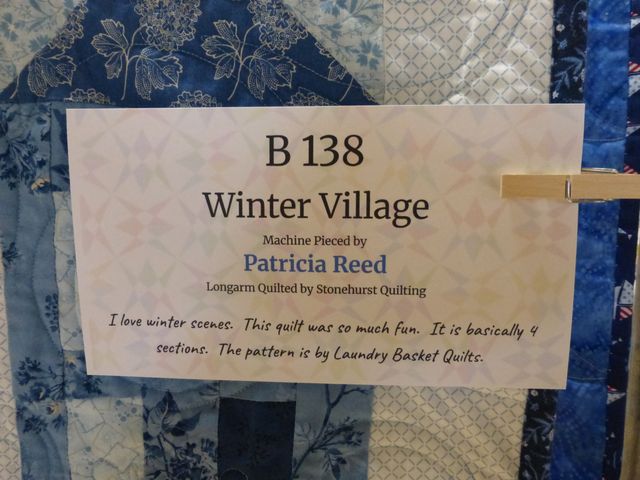 B 138
Winter Village
Machine Pieced by
Patricia Reed
Longarm Quilted by Stonehurst Quilting
I love winter scenes. This quilt was so much fun. It is basically 4
sections. The pattern is by Laundry Basket Quilts.